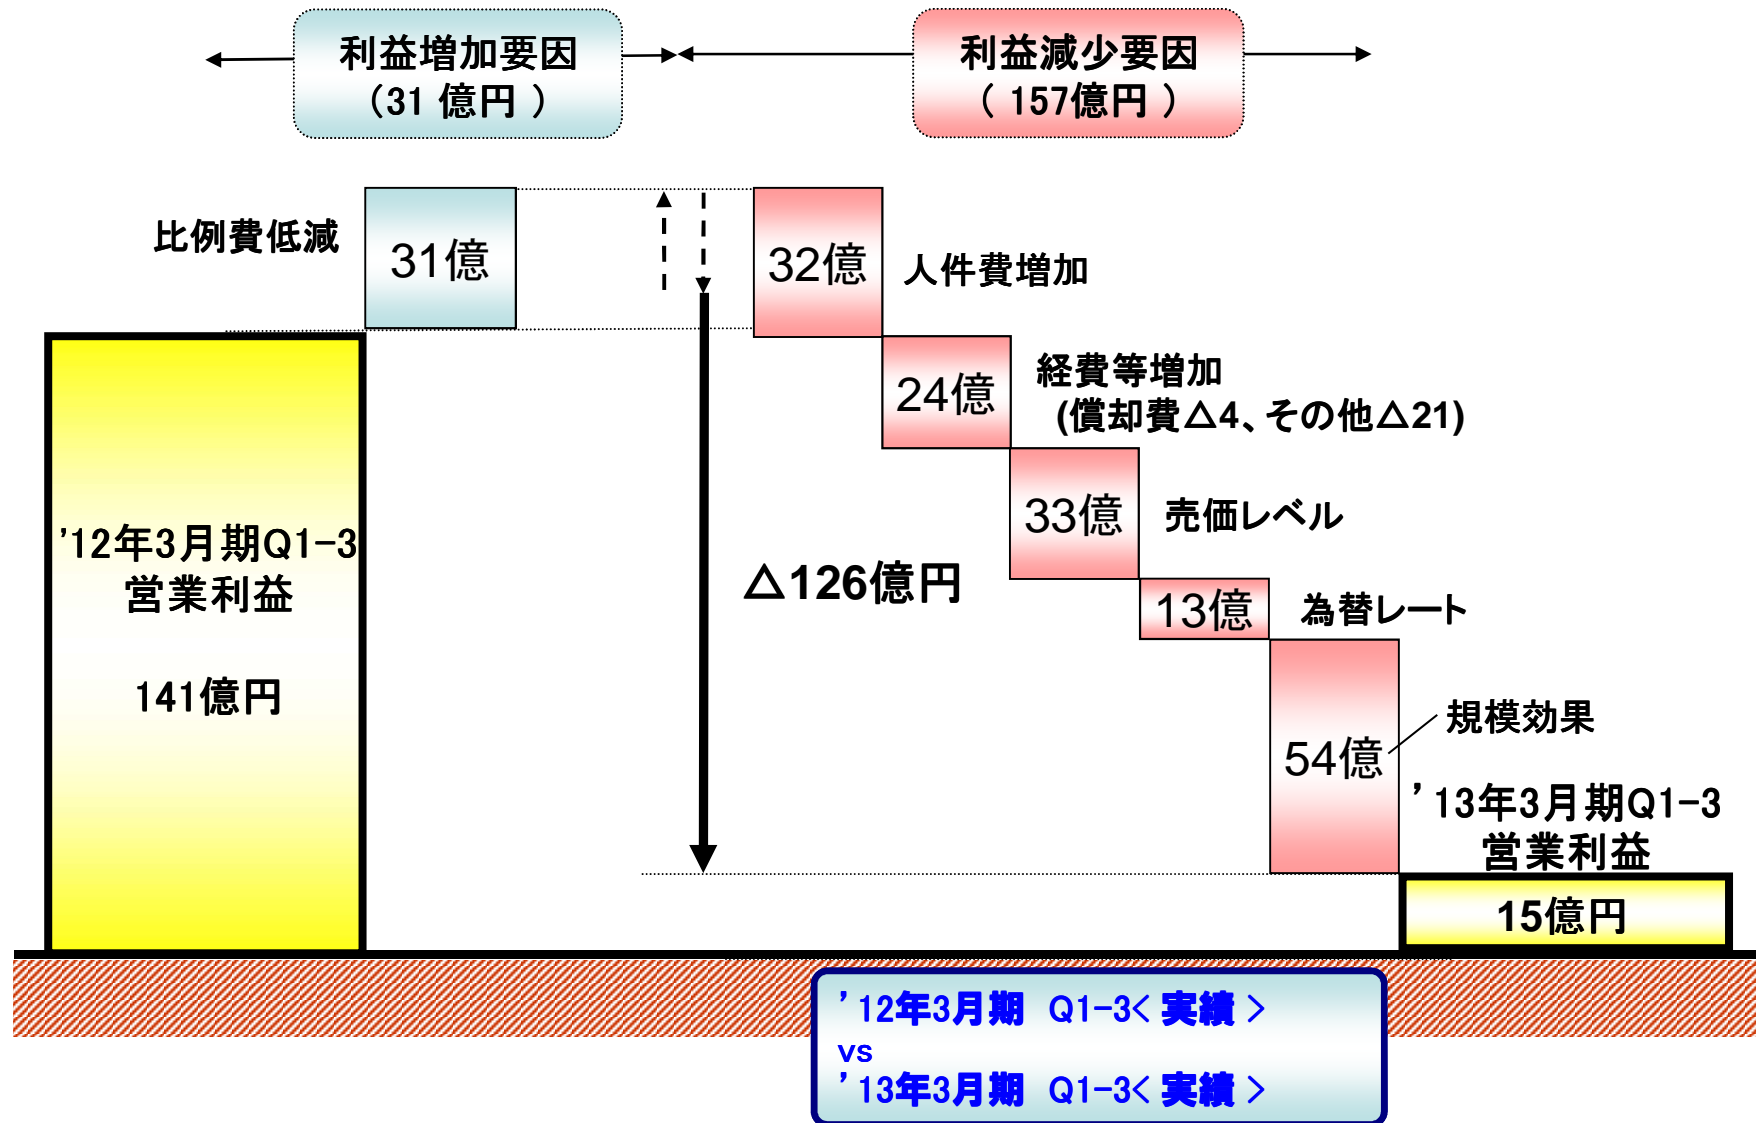 利益増加要因
（31 億円 ）
利益減少要因
（ 157億円 ）
比例費低減
31億
32億
人件費増加
24億
経費等増加
(償却費△4、その他△21)
33億
売価レベル
'12年3月期Q1-3
営業利益
141億円
△126億円
13億
為替レート
54億
規模効果
’13年3月期Q1-3
営業利益
15億円
’12年3月期 Q1-3< 実績 >
vs
’13年3月期 Q1-3< 実績 >